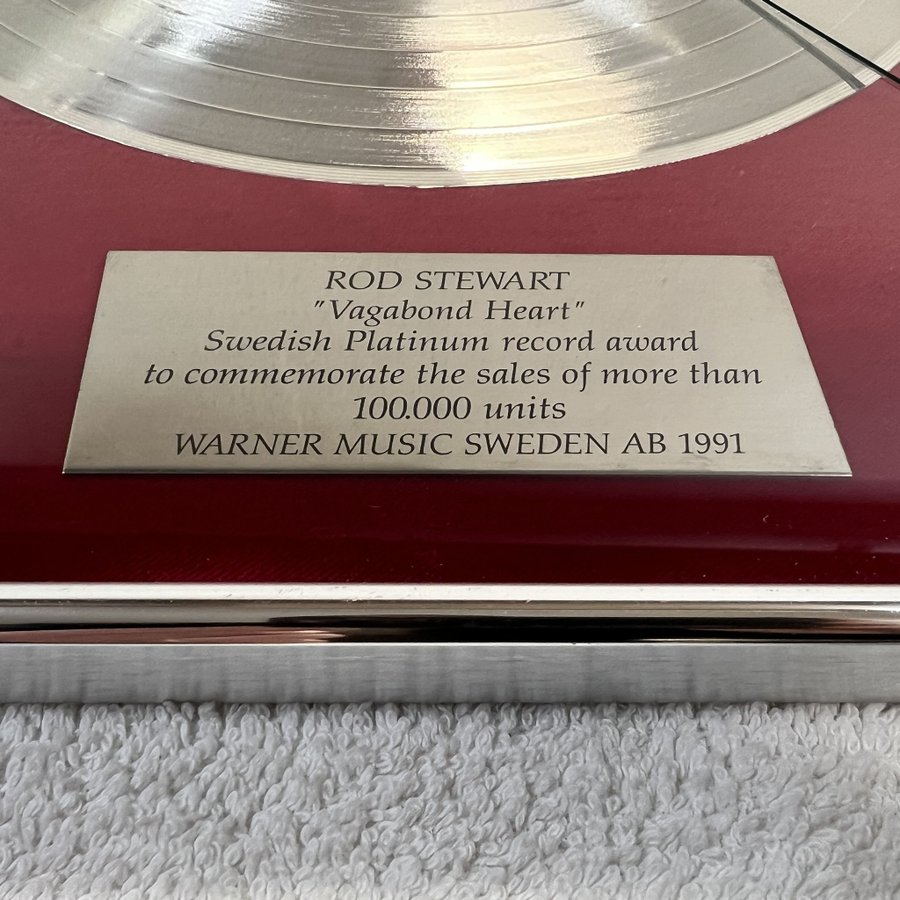 ROD STEWART
"Vagabond Heart"
Swedish Platinum record award
to commemorate the sales of more than
100.000 units
WARNER MUSIC SWEDEN AB 1991